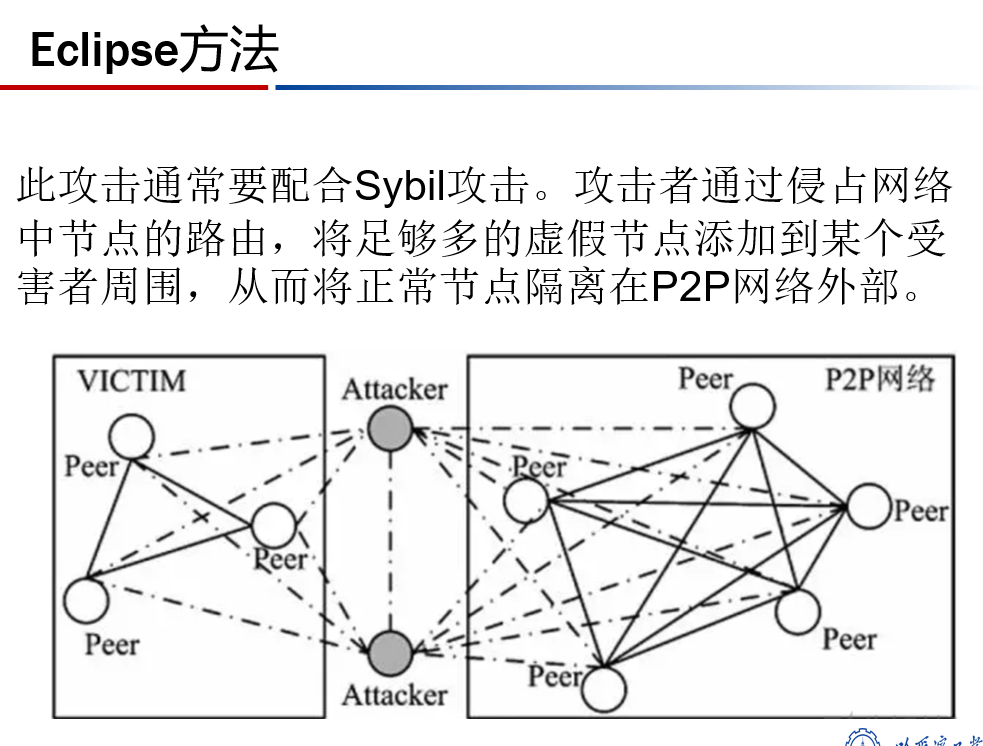 Eclipse方法
此攻击通常要配合Sybil攻击。攻击者通过侵占网络
中节点的路由，将足够多的虚假节点添加到某个受
害者周围，从而将正常节点隔离在P2P网络外部。
VICTIM
Attacker
Peer
P2P网络
Peer
Peer
Peer
Peer
Peer
Peer
Peer
Attacker